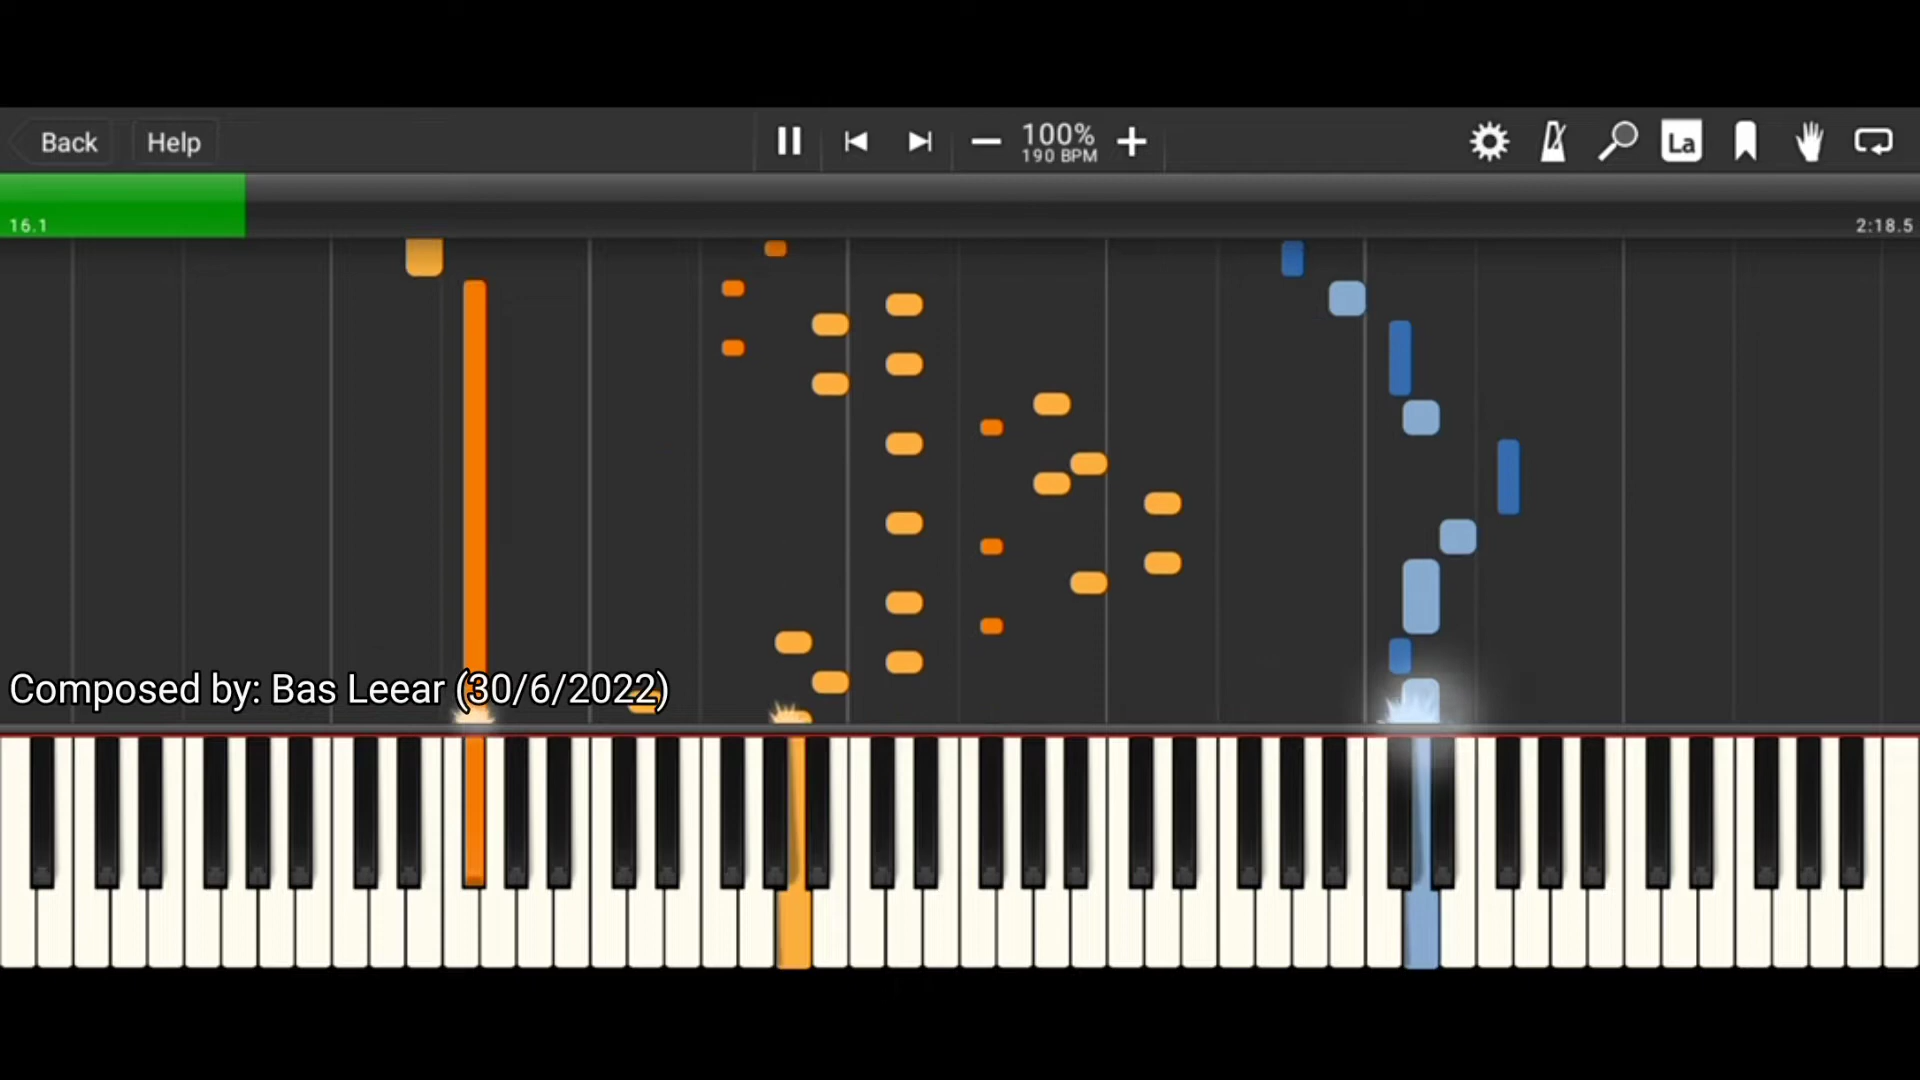 Back
Help
100%
190 BPM
La
16.1
2:18.5
Composed by: Bas Leear (30/6/2022)